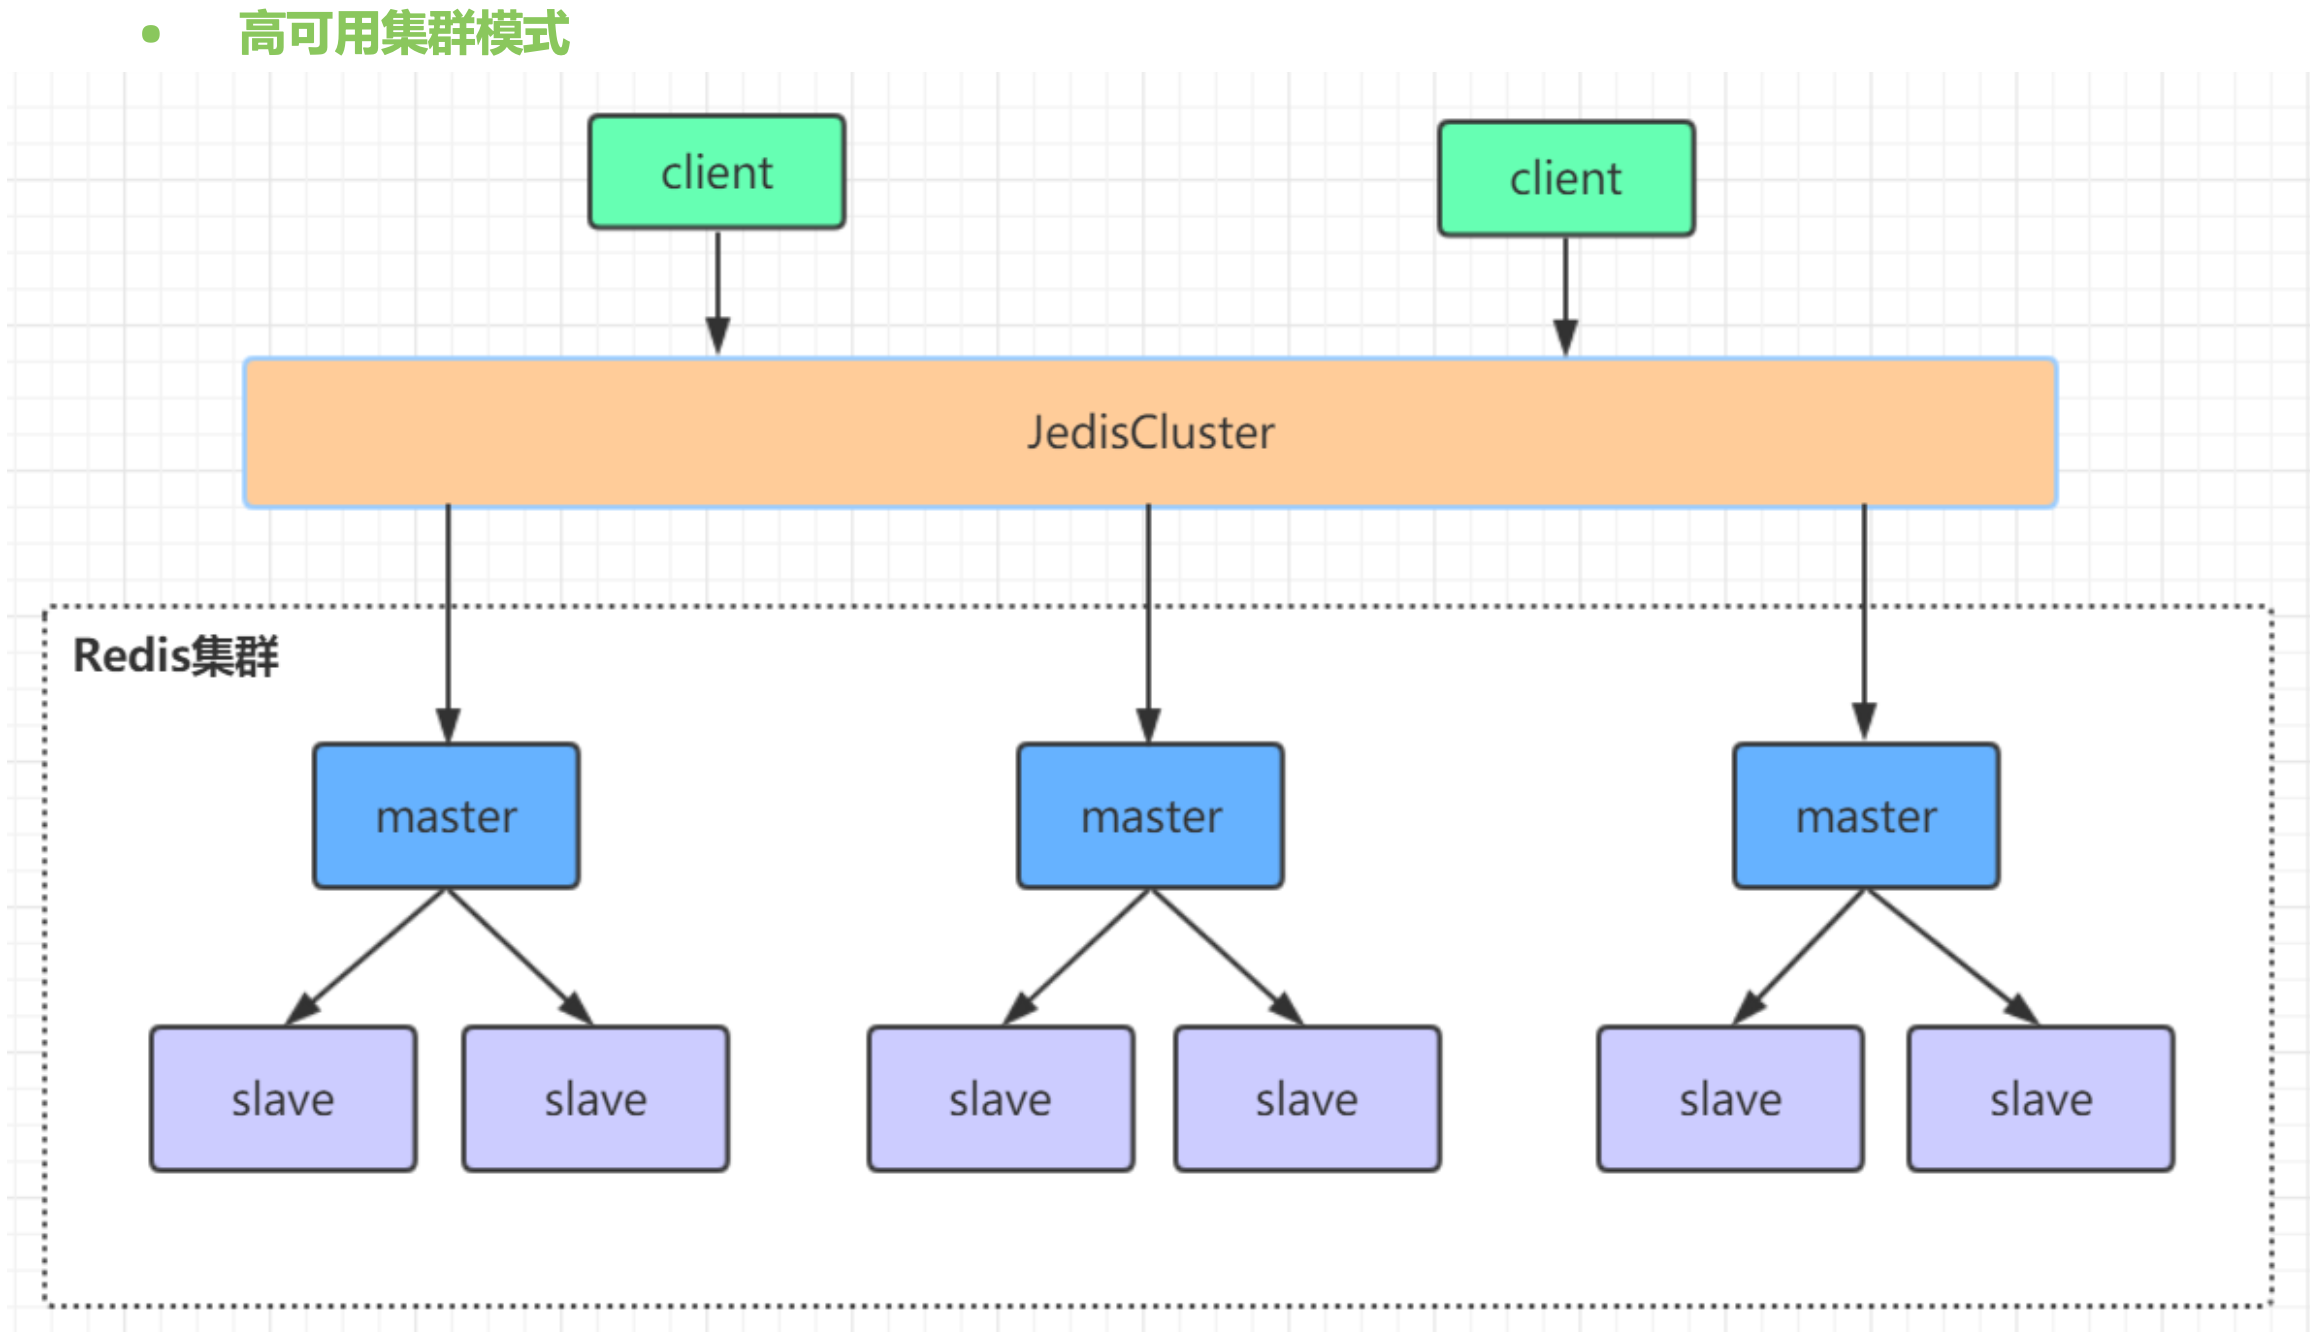 • 高可用集群模式
client
client
JedisCluster
Redis集群
master
master
master
slave
slave
slave
slave
slave
slave